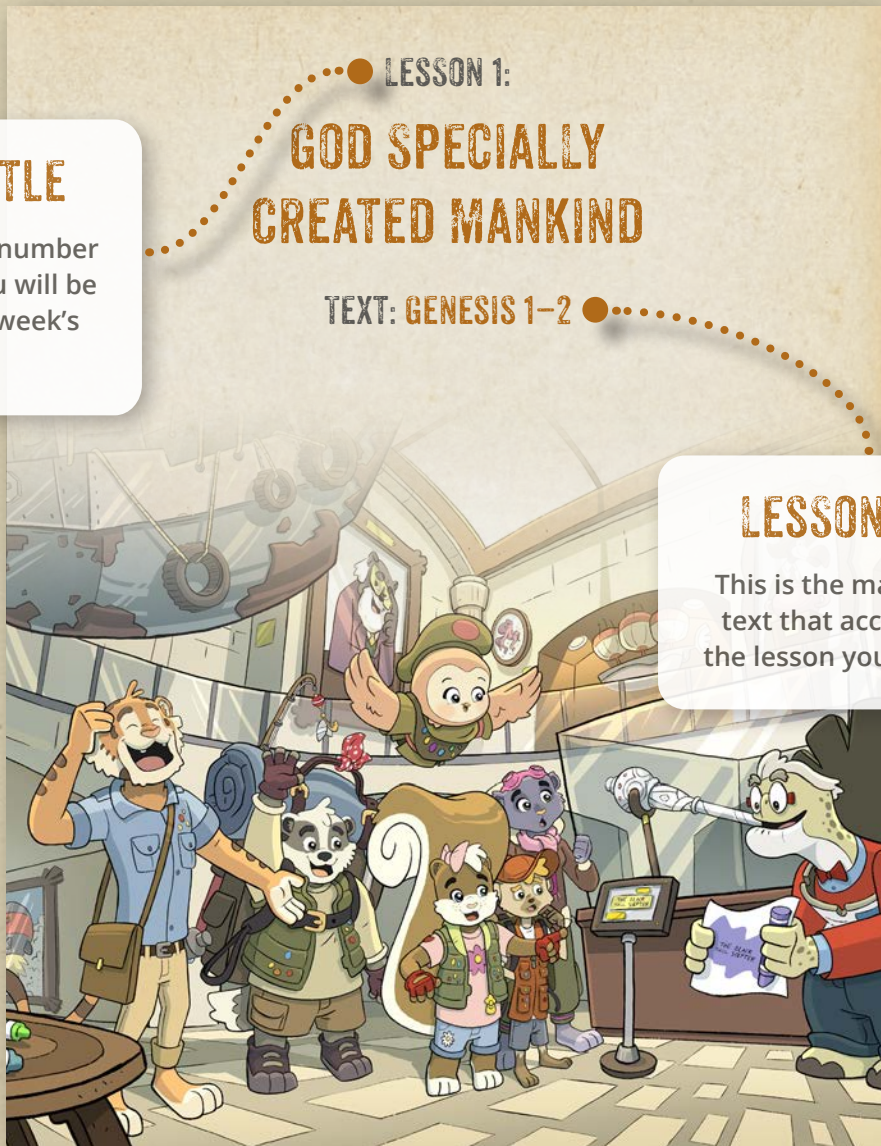 LESSON 1:
GOD SPECIALLY
CREATED MANKIND
TEXT: GENESIS 1–2
TLE
number
u will be
week's
LESSON
This is the ma
text that acc
the lesson you